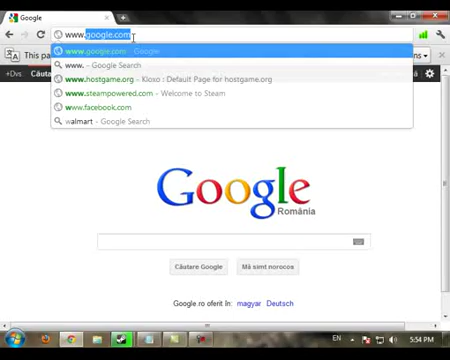 Google
www.google.com
www.google.com - Google
www. - Google Search
www.hostgame.org - Kloxo : Default Page for hostgame.org
www.steampowered.com - Welcome to Steam
www.facebook.com
walmart - Google Search
This pa
+Dvs.
Google
România
Căutare Google
Mă simt norocos
Google.ro oferit în: magyar Deutsch
EN
5:54 PM